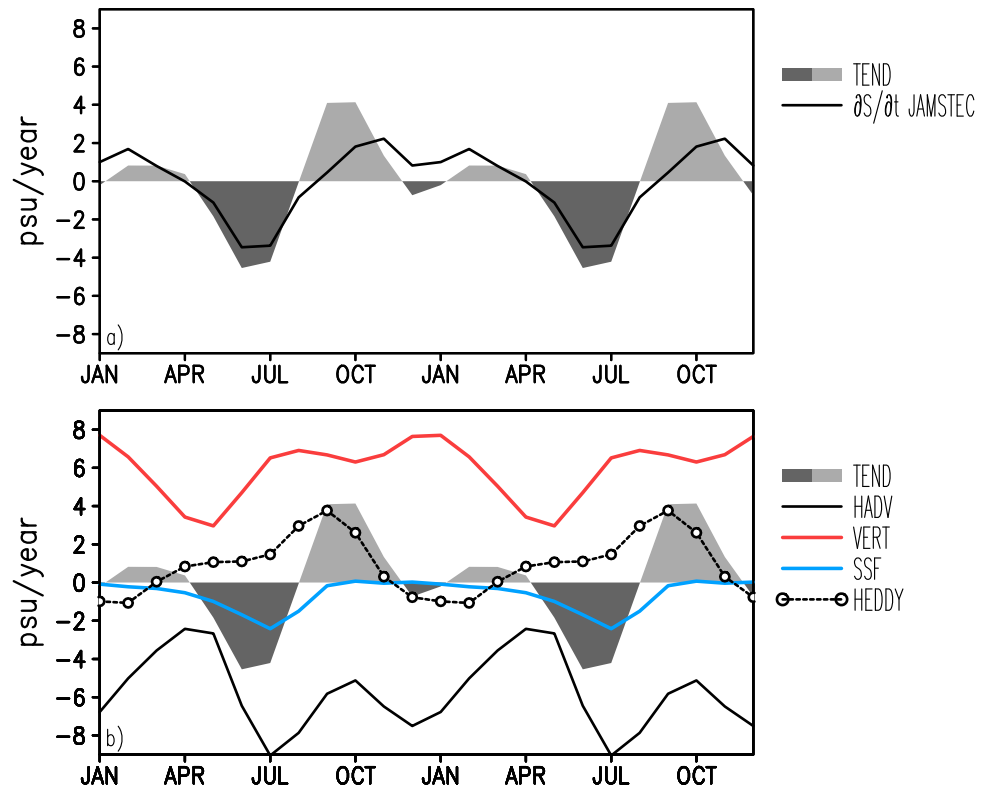 8
6
4
2
0
-2
-4
-6
-8
psu/year
a)
JAN APR JUL OCT JAN APR JUL OCT
TEND
∂S/∂t JAMSTEC
8
6
4
2
0
-2
-4
-6
-8
psu/year
b)
JAN APR JUL OCT JAN APR JUL OCT
TEND
HADV
VERT
SSF
HEDDY